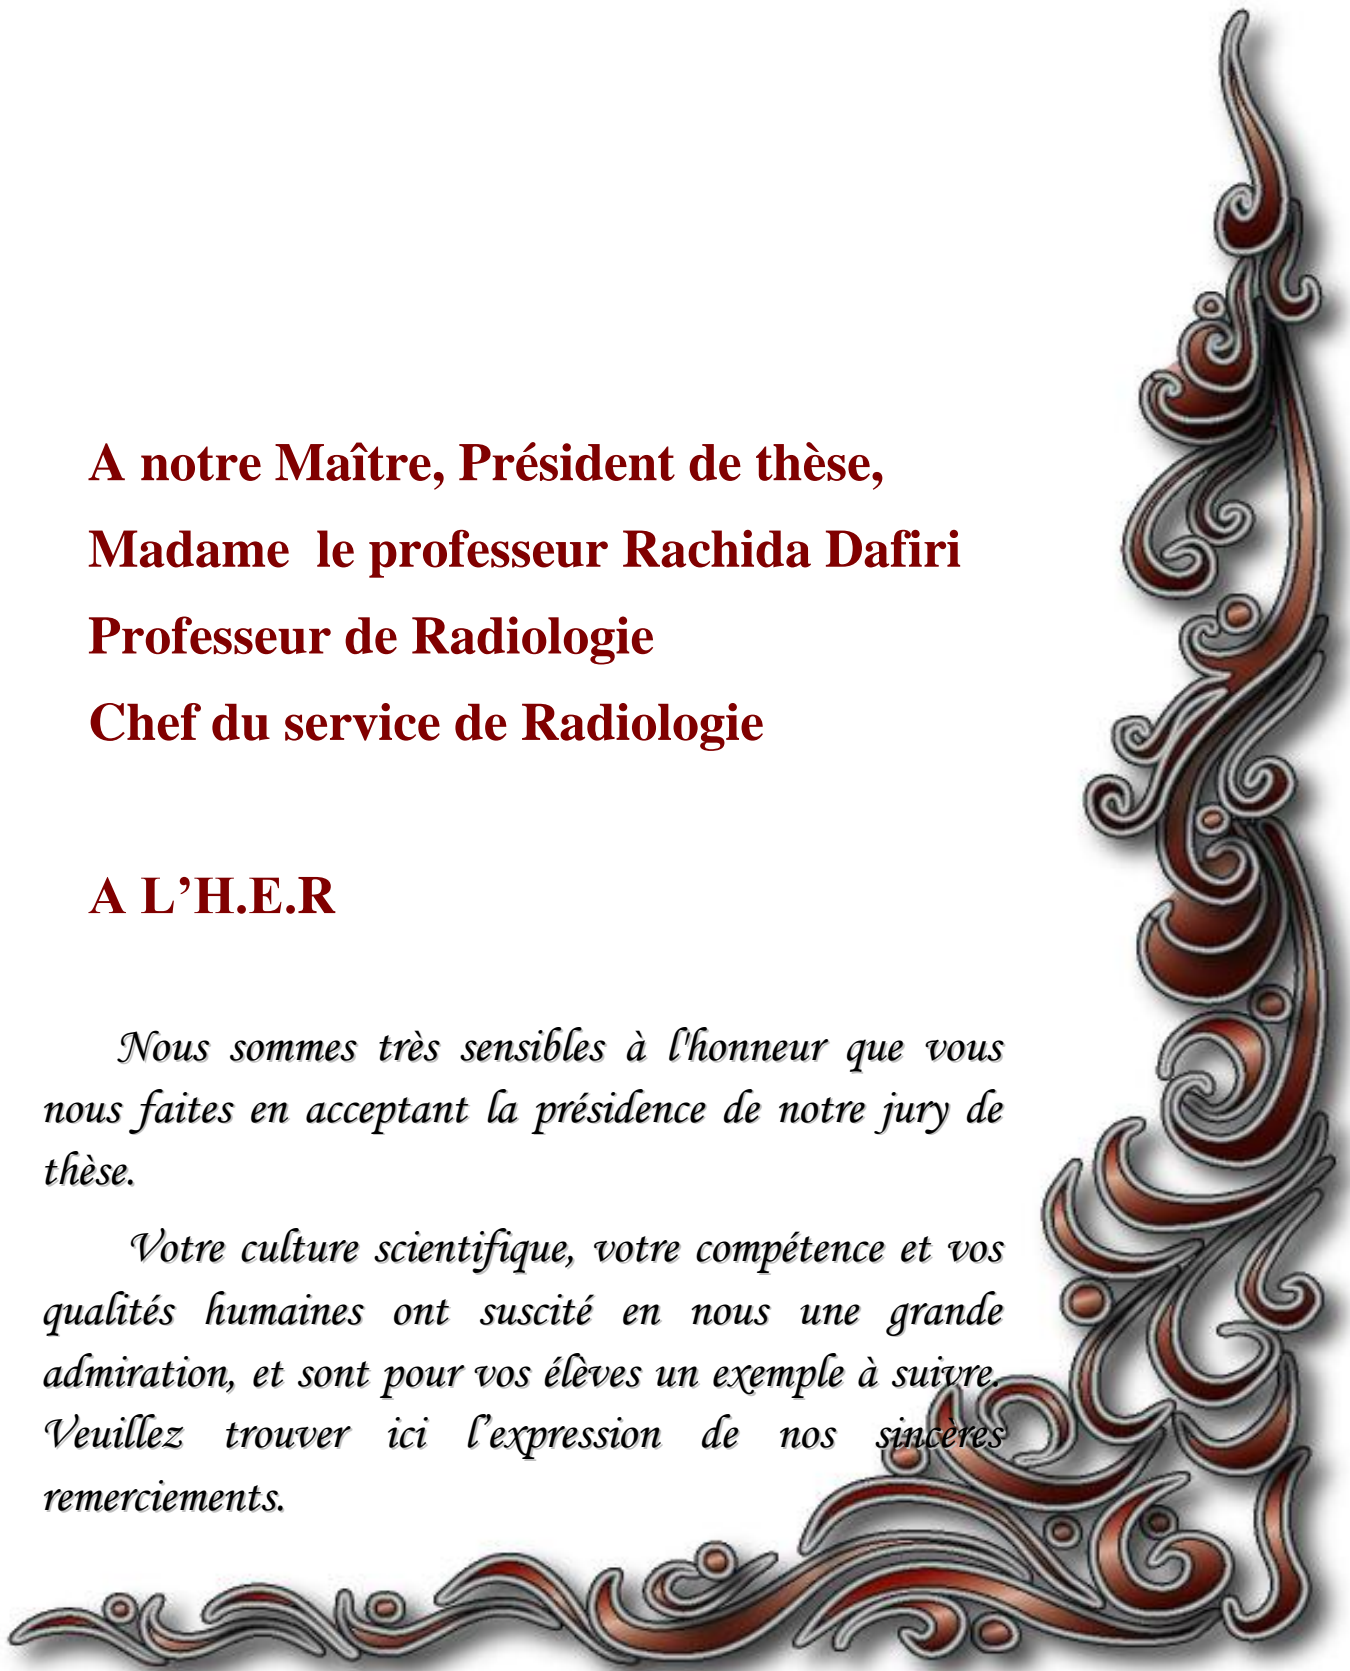 A notre Maître, Président de thèse,
Madame le professeur Rachida Dafiri
Professeur de Radiologie
Chef du service de Radiologie
A L’H.E.R
Nous sommes très sensibles à l'honneur que vous
nous faites en acceptant la présidence de notre jury de
thèse.
Votre culture scientifique, votre compétence et vos
qualités humaines ont suscité en nous une grande
admiration, et sont pour vos élèves un exemple à suivre.
Veuillez trouver ici l’expression de nos sincères
remerciements.